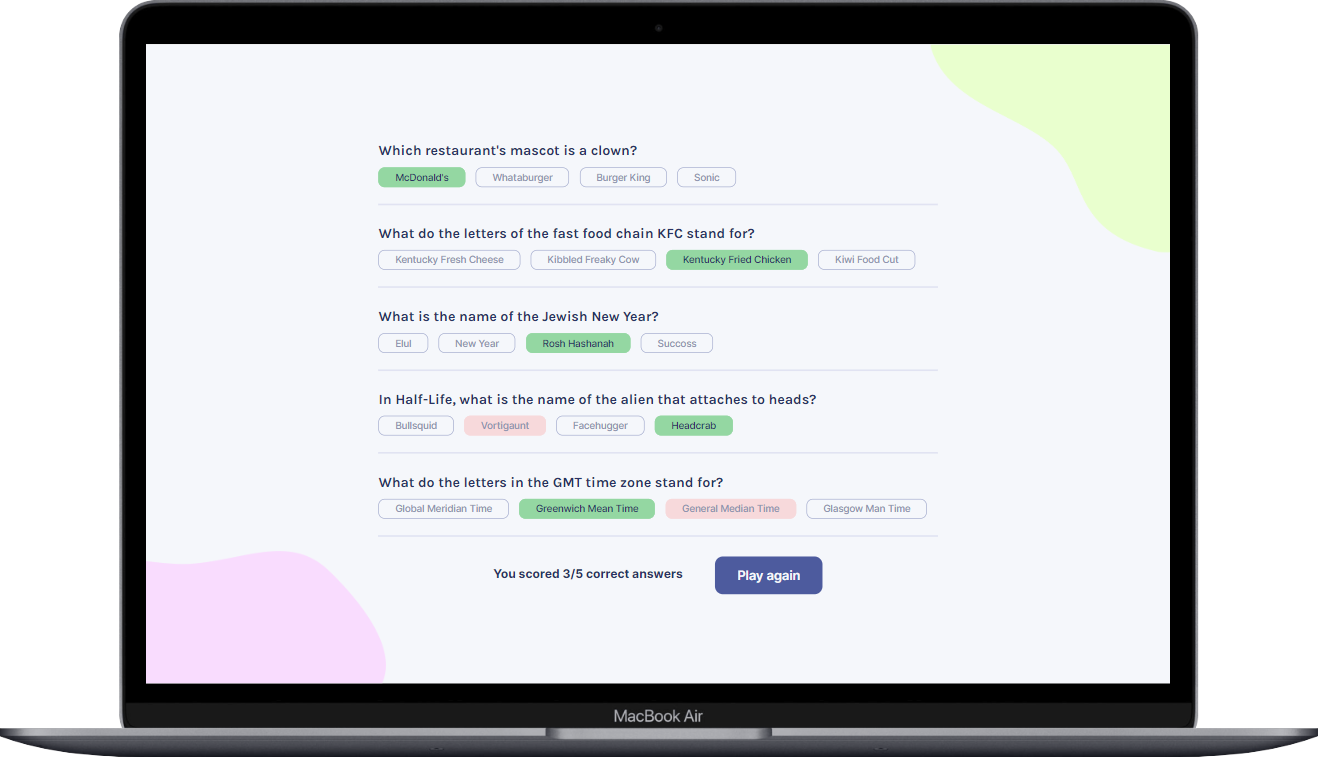 Which restaurant's mascot is a clown?
McDonald's Whataburger Burger King Sonic
What do the letters of the fast food chain KFC stand for?
Kentucky Fresh Cheese Kibbled Freaky Cow Kentucky Fried Chicken Kiwi Food Cut
What is the name of the Jewish New Year?
Elul New Year Rosh Hashanah Succoss
In Half-Life, what is the name of the alien that attaches to heads?
Bullsquid Vortigaunt Facehugger Headcrab
What do the letters in the GMT time zone stand for?
Global Meridian Time Greenwich Mean Time General Median Time Glasgow Man Time
You scored 3/5 correct answers Play again
MacBook Air